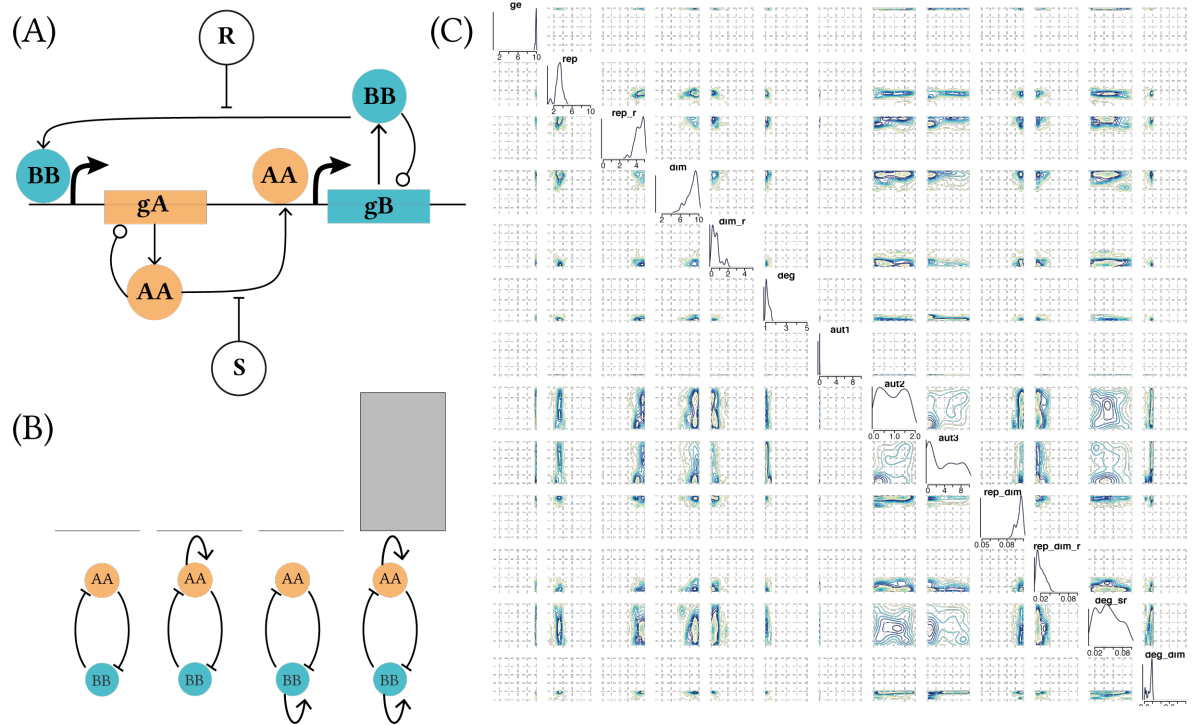 (A)
R
BB
BB
AA
gA
gB
AA
S
(B)
AA
AA
AA
AA
BB
BB
BB
BB
(C)
ge
2 6 10
rep
2 6 10
rep_r
0 2 4
dim
2 6 10
dim_r
0 2 4
deg
1 3 5
aut1
0 4 8
aut2
0.0 1.0 2.0
aut3
0 4 8
rep_dim
0.05 0.08
rep_dim_r
0.02 0.08
deg_sr
0.02 0.08
deg_dim